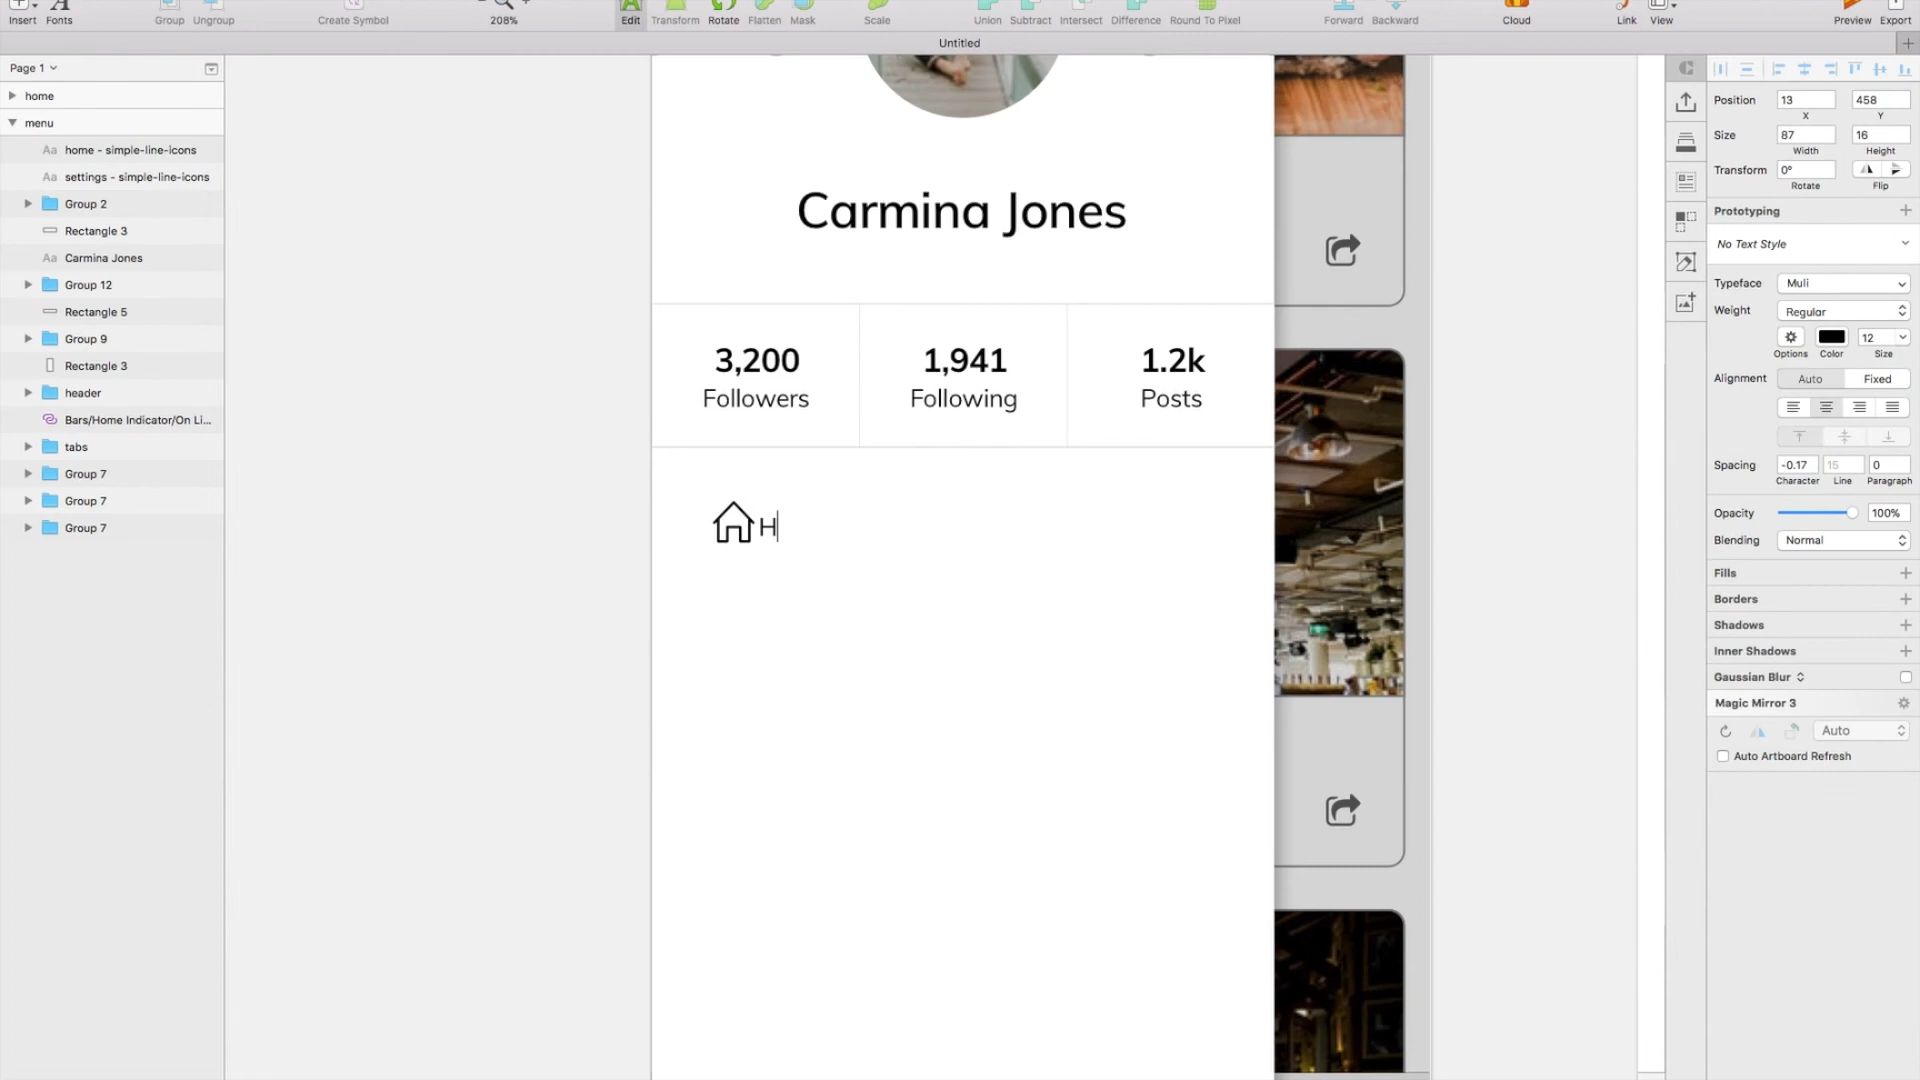 Insert
Fonts
Group
Ungroup
Create Symbol
208%
Edit
Transform
Rotate
Flatten
Mask
Scale
Union
Subtract
Intersect
Difference
Round To Pixel
Forward
Backward
Cloud
Link
View
Preview
Export
Untitled
Page 1
home
menu
Aa home - simple-line-icons
Aa settings - simple-line-icons
Group 2
Rectangle 3
Aa Carmina Jones
Group 12
Rectangle 5
Group 9
Rectangle 3
header
Bars/Home Indicator/On Li...
tabs
Group 7
Group 7
Group 7
Carmina Jones
3,200 1,941 1.2k
Followers Following Posts
H
Position 13 458
X Y
Size 87 16
Width Height
Transform 0°
Rotate Flip
Prototyping
No Text Style
Typeface Muli
Weight Regular
12
Options Color Size
Alignment Auto Fixed
Spacing -0.17 15 0
Character Line Paragraph
Opacity 100%
Blending Normal
Fills
Borders
Shadows
Inner Shadows
Gaussian Blur
Magic Mirror 3
Auto
Auto Artboard Refresh